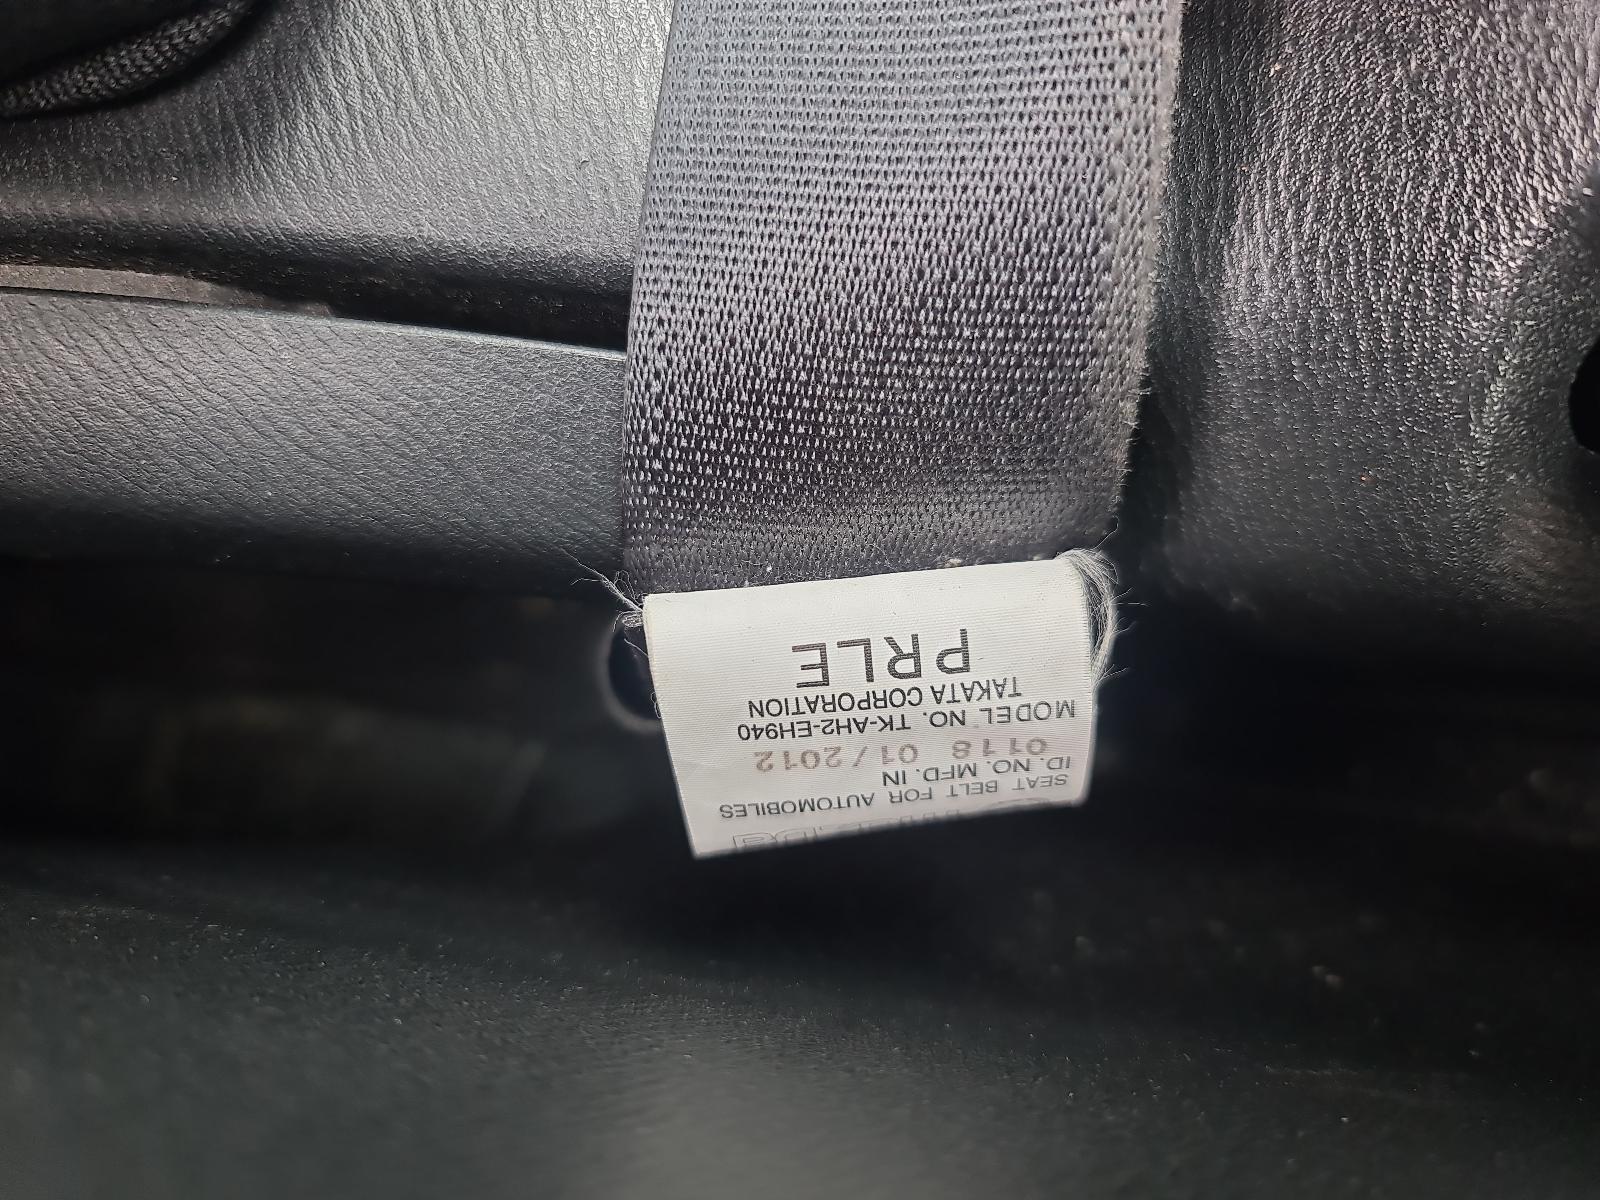 SEAT BELT FOR AUTOMOBILES
ID. NO. MFD. IN
0118 01/2012
MODEL NO. TK-AH2-EH940
TAKATA CORPORATION
PRLE